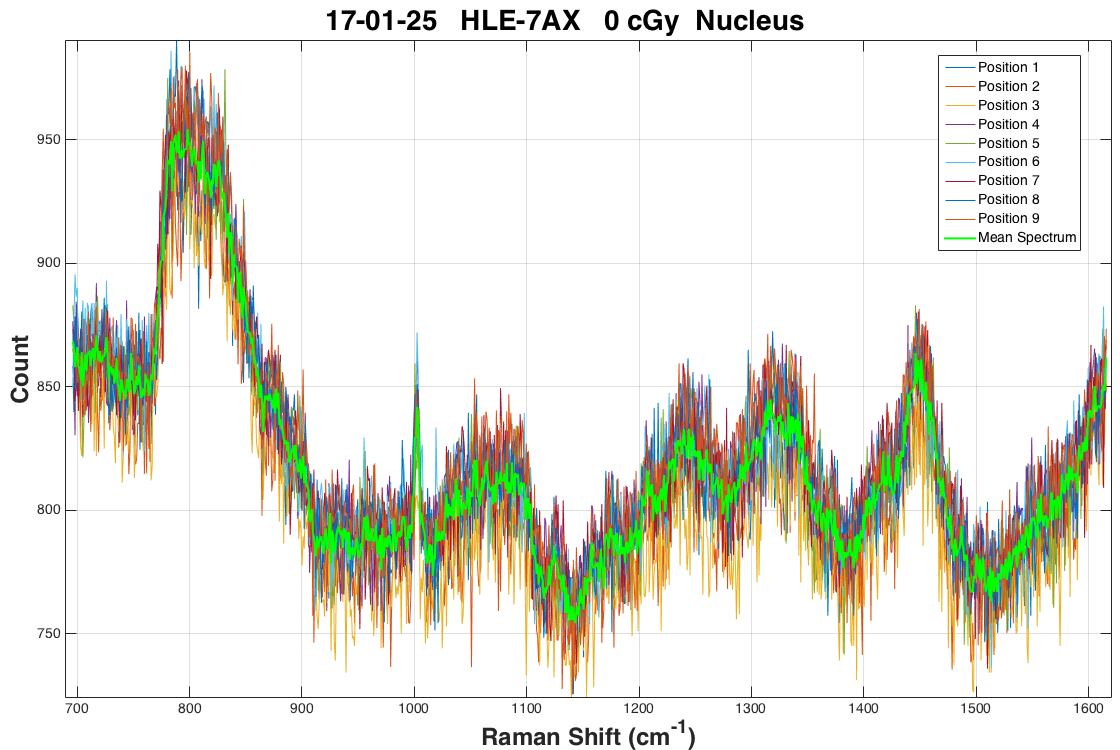 17-01-25 HLE-7AX 0 cGy Nucleus
Count
950
900
850
800
750
700 800 900 1000 1100 1200 1300 1400 1500 1600
Raman Shift (cm⁻¹)
Position 1
Position 2
Position 3
Position 4
Position 5
Position 6
Position 7
Position 8
Position 9
Mean Spectrum